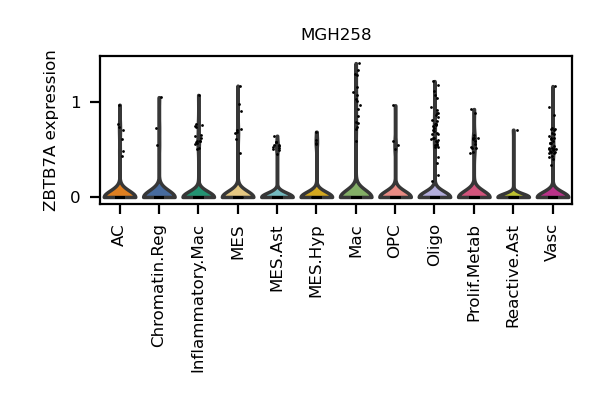 MGH258
ZBTB7A expression
1
0
AC
Chromatin.Reg
Inflammatory.Mac
MES
MES.Ast
MES.Hyp
Mac
OPC
Oligo
Prolif.Metab
Reactive.Ast
Vasc